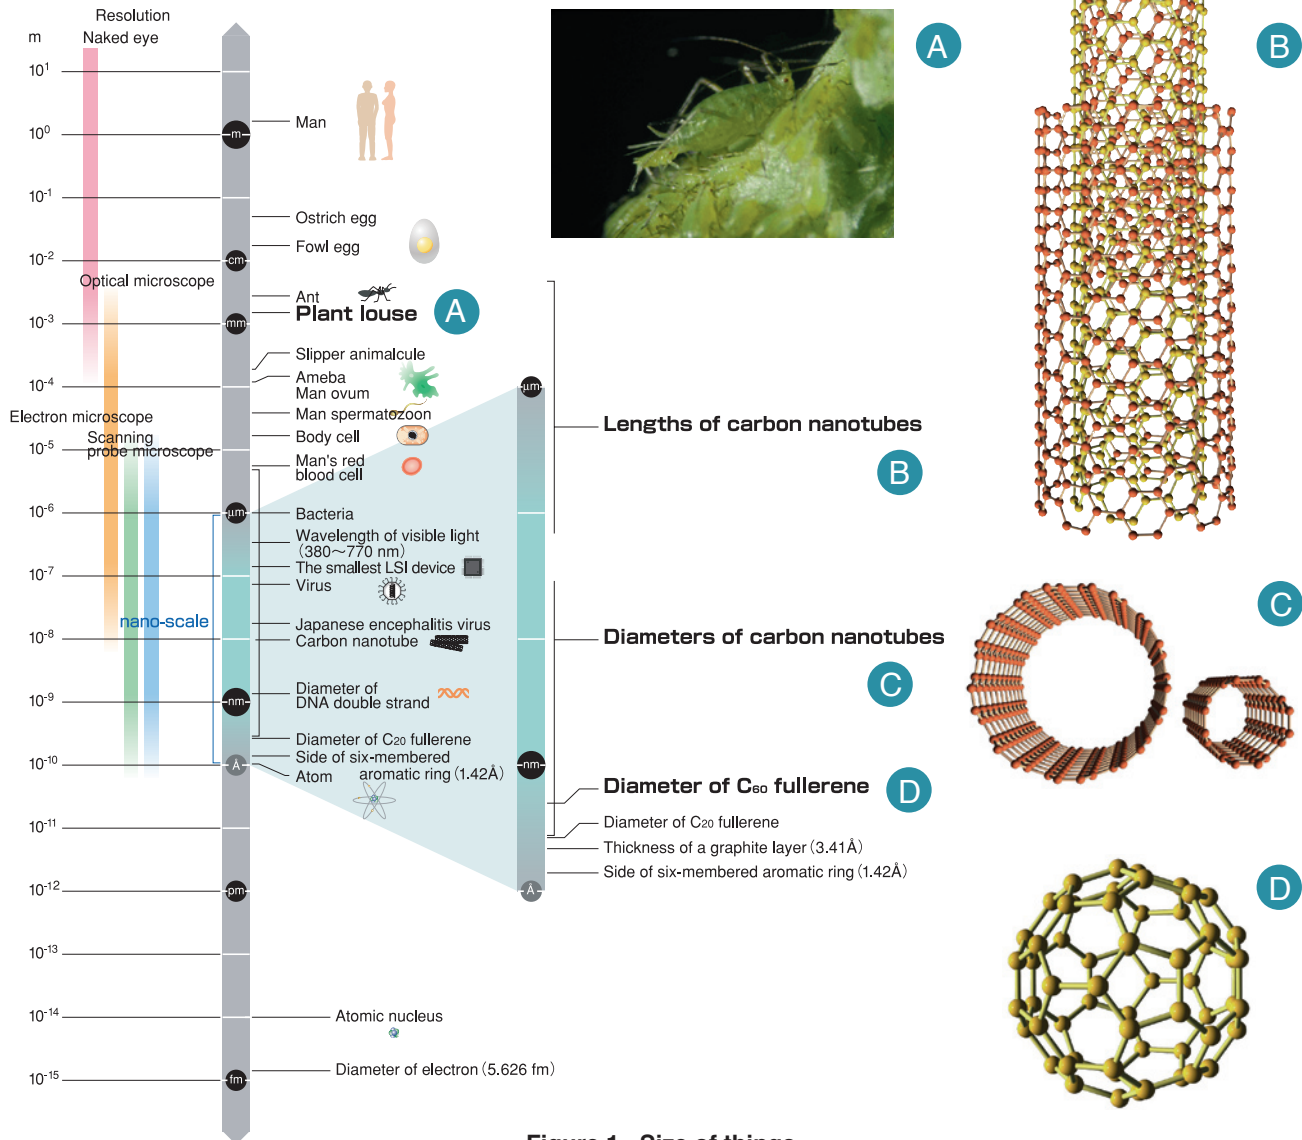 Resolution
m
Naked eye
10¹
Man
10⁰
m
10⁻¹
Ostrich egg
Fowl egg
10⁻²
cm
Optical microscope
Ant
Plant louse
A
10⁻³
mm
Slipper animalcule
10⁻⁴
Ameba
Man ovum
μm
Man spermatozoon
Electron microscope
Body cell
Scanning
probe microscope
10⁻⁵
Man's red
blood cell
10⁻⁶
μm
Bacteria
Wavelength of visible light
(380~770 nm)
10⁻⁷
The smallest LSI device
Virus
nano-scale
Japanese encephalitis virus
10⁻⁸
Carbon nanotube
Diameter of
DNA double strand
10⁻⁹
nm
Diameter of C₂₀ fullerene
Side of six-membered
aromatic ring (1.42Å)
10⁻¹⁰
Å
Atom
10⁻¹¹
10⁻¹²
pm
10⁻¹³
10⁻¹⁴
Atomic nucleus
Diameter of electron (5.626 fm)
10⁻¹⁵
fm
Lengths of carbon nanotubes
B
Diameters of carbon nanotubes
C
nm
Diameter of C₆₀ fullerene
D
Diameter of C₂₀ fullerene
Thickness of a graphite layer (3.41Å)
Side of six-membered aromatic ring (1.42Å)
Å
A
B
C
D
Figure 1 Size of things